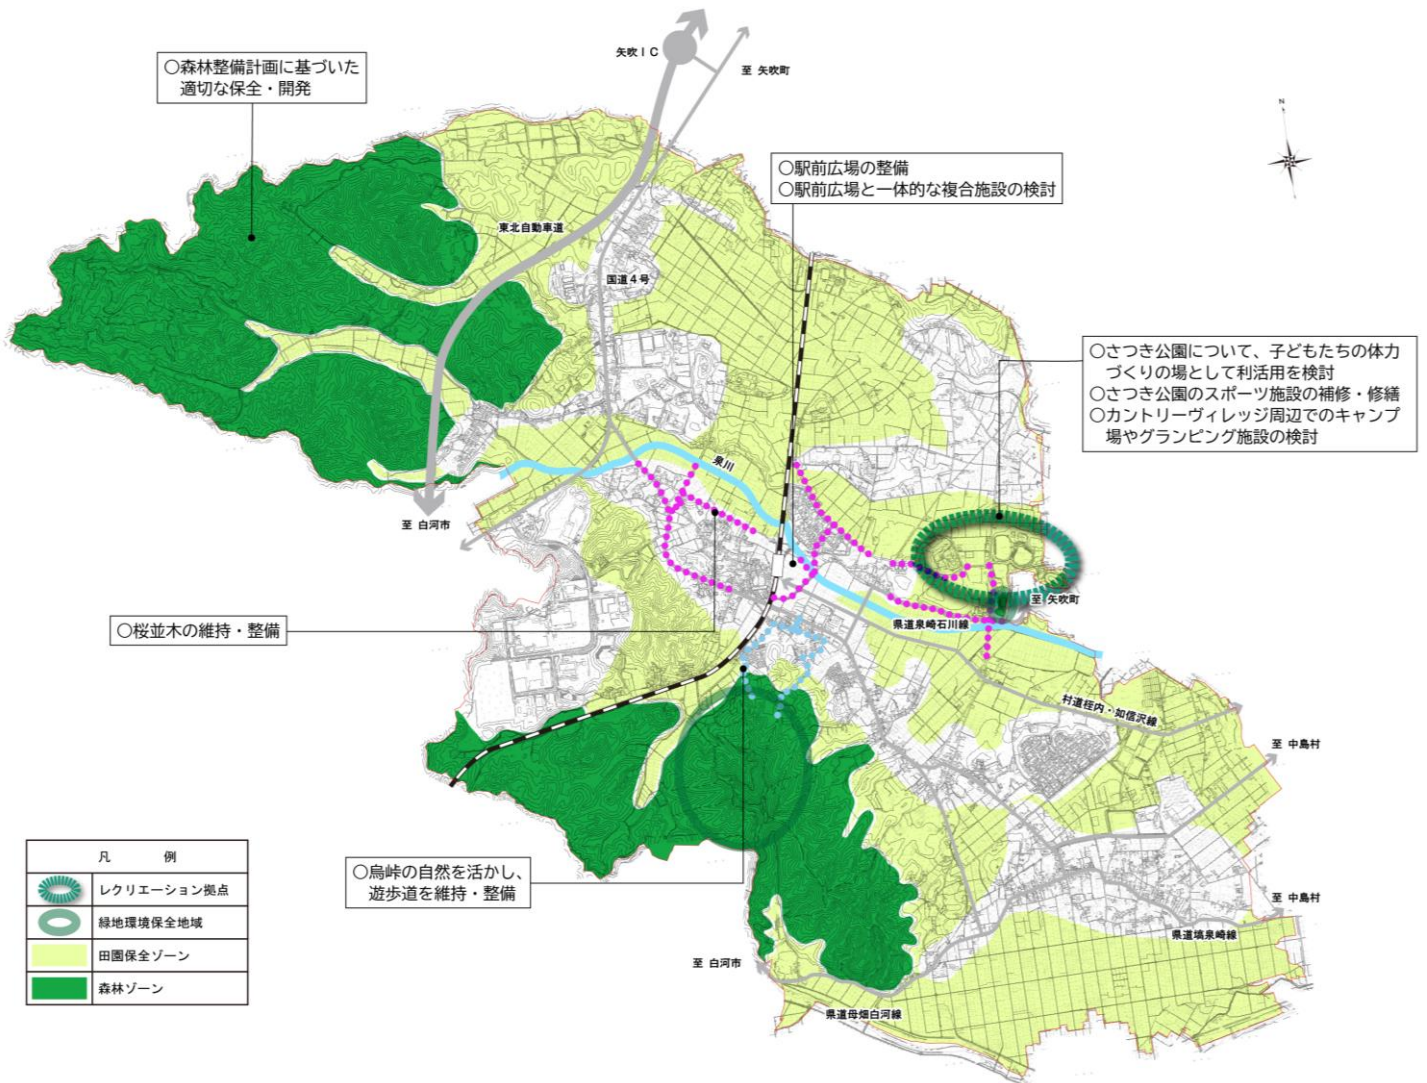 矢吹IC
至 矢吹町
○森林整備計画に基づいた
適切な保全・開発
N
○駅前広場の整備
○駅前広場と一体的な複合施設の検討
東北自動車道
国道4号
○さつき公園について、子どもたちの体力
づくりの場として利活用を検討
○さつき公園のスポーツ施設の補修・修繕
○カントリーヴィレッジ周辺でのキャンプ
場やグランピング施設の検討
泉川
至 白河市
至 矢吹町
県道泉崎石川線
○桜並木の維持・整備
村道径内・如信沢線
至 中島村
○烏峠の自然を活かし、
遊歩道を維持・整備
至 中島村
県道塙泉崎線
至 白河市
県道母畑白河線
凡 例
レクリエーション拠点
緑地環境保全地域
田園保全ゾーン
森林ゾーン